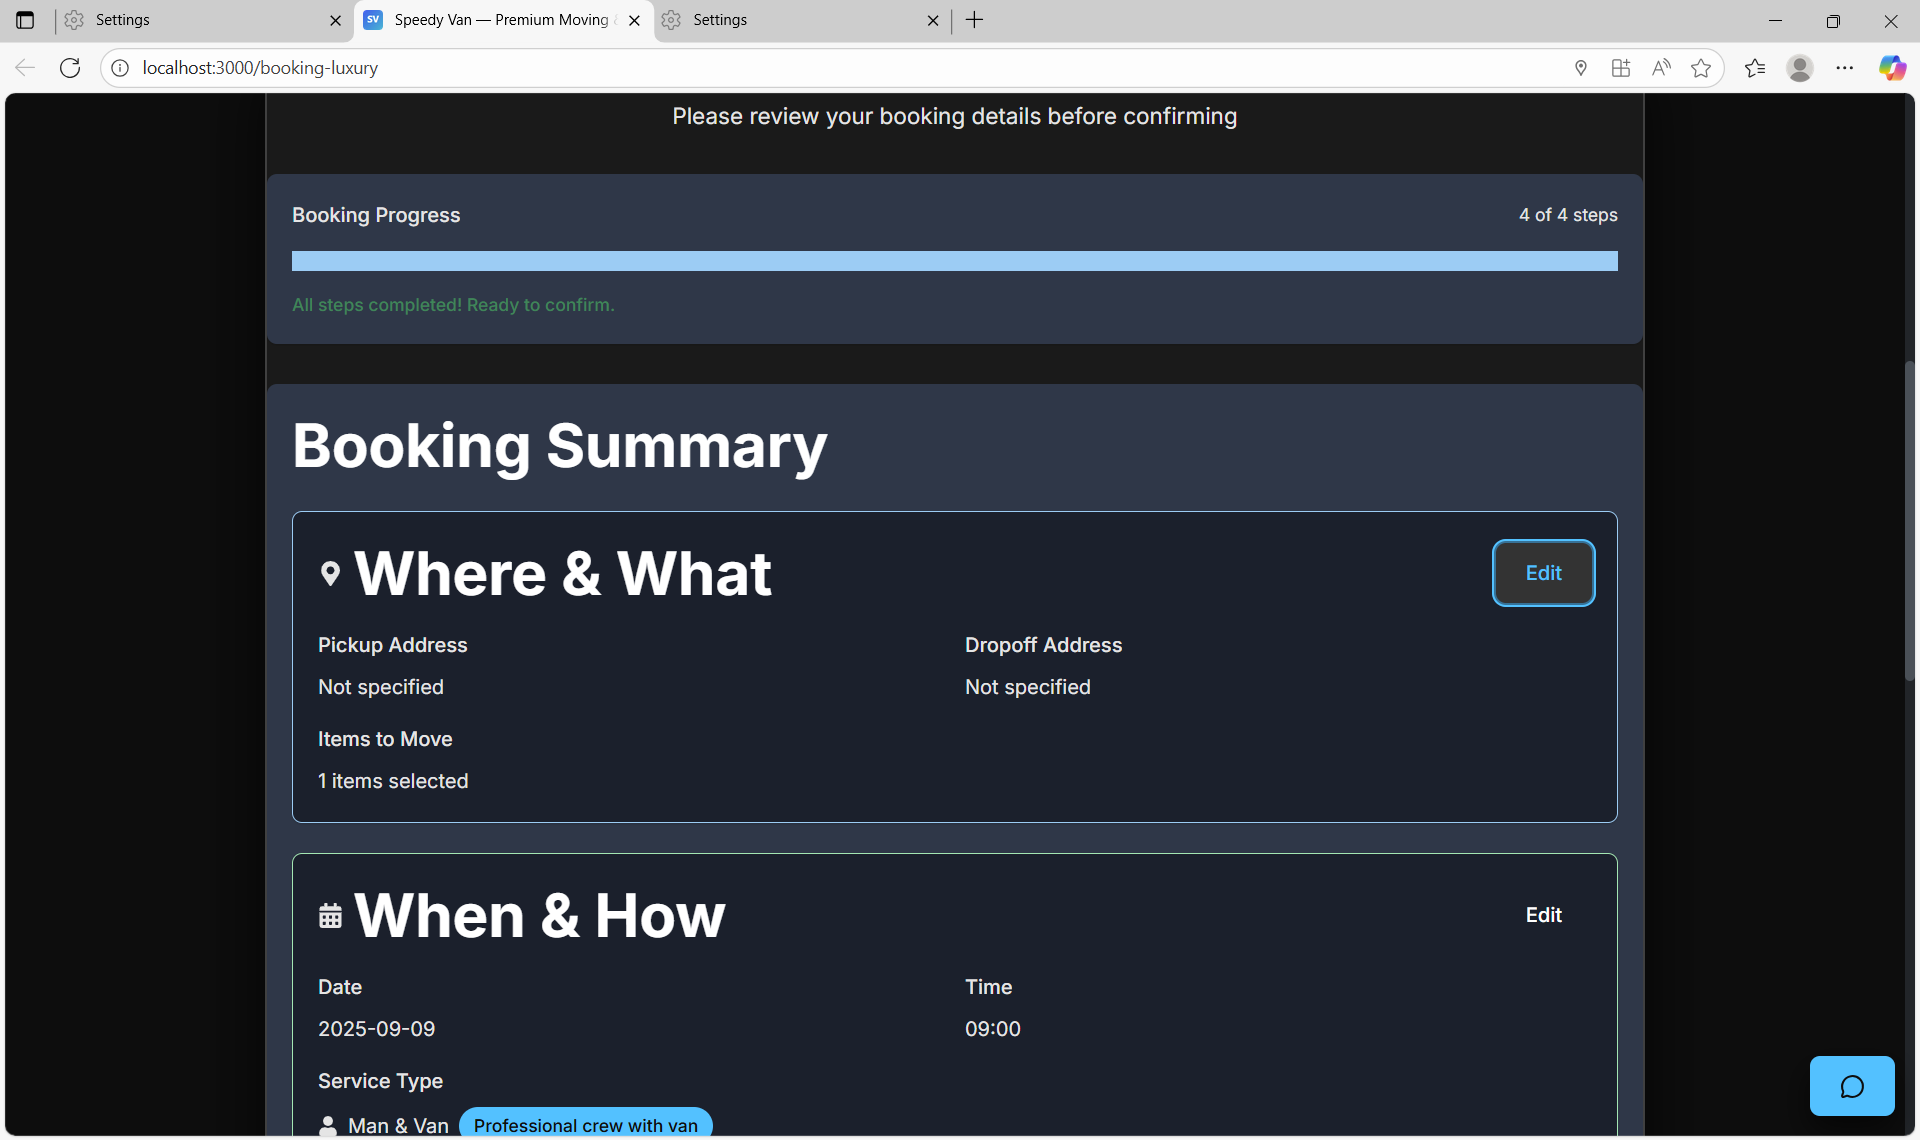 Settings
SV Speedy Van — Premium Moving
Settings
localhost:3000/booking-luxury
Please review your booking details before confirming
Booking Progress
4 of 4 steps
All steps completed! Ready to confirm.
Booking Summary
Where & What
Edit
Pickup Address
Dropoff Address
Not specified
Not specified
Items to Move
1 items selected
When & How
Edit
Date
Time
2025-09-09
09:00
Service Type
Man & Van Professional crew with van